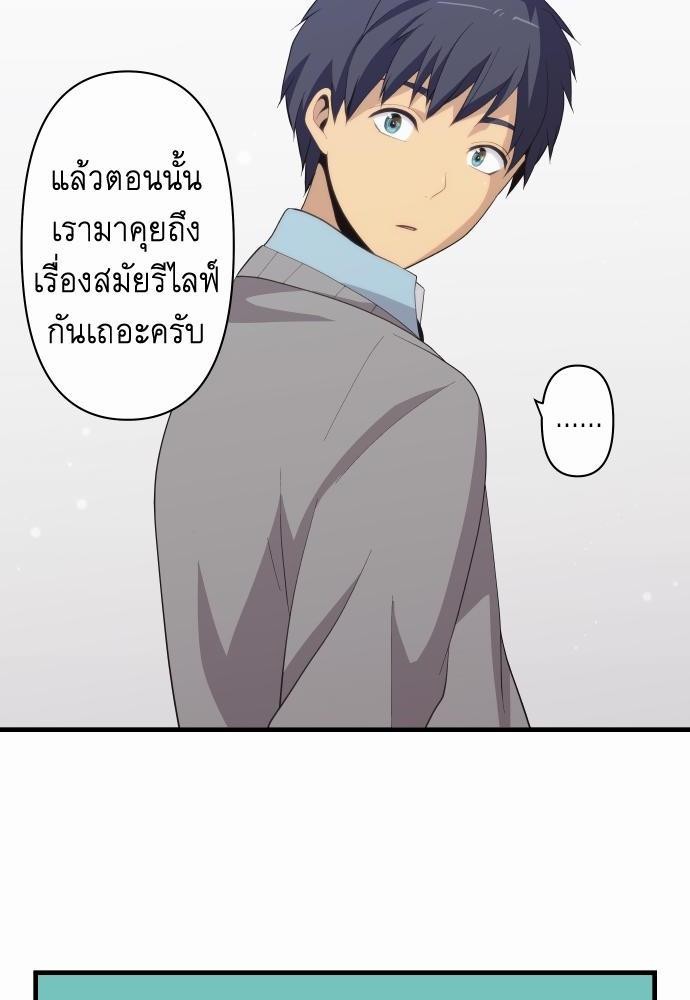 แล้วตอนนั้น
เรามาคุยถึง
เรื่องสมัยรีไลฟ์
กันเถอะครับ
......